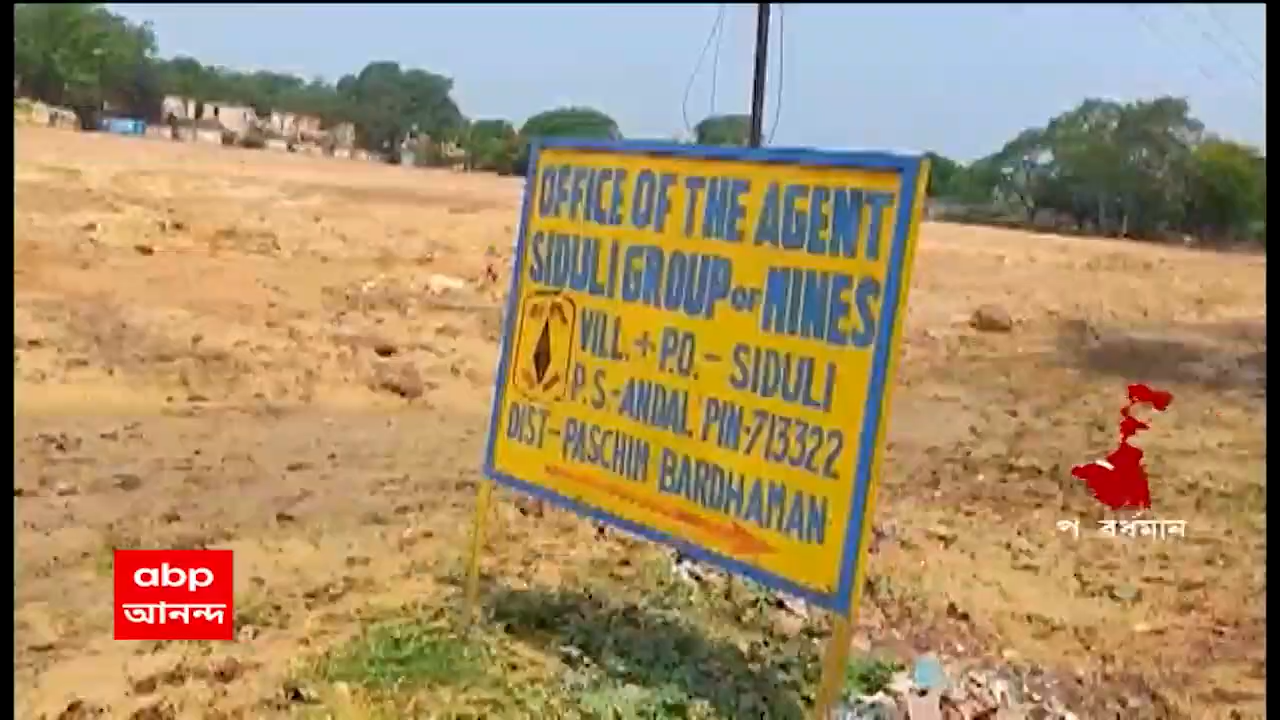 OFFICE OF THE AGENT
SIDULI GROUP OF MINES
VILL.+P.O.- SIDULI
P.S-ANDAL PIN-713322
DIST-PASCHIM BARDHAMAN
প বর্ধমান
abp
আনন্দ